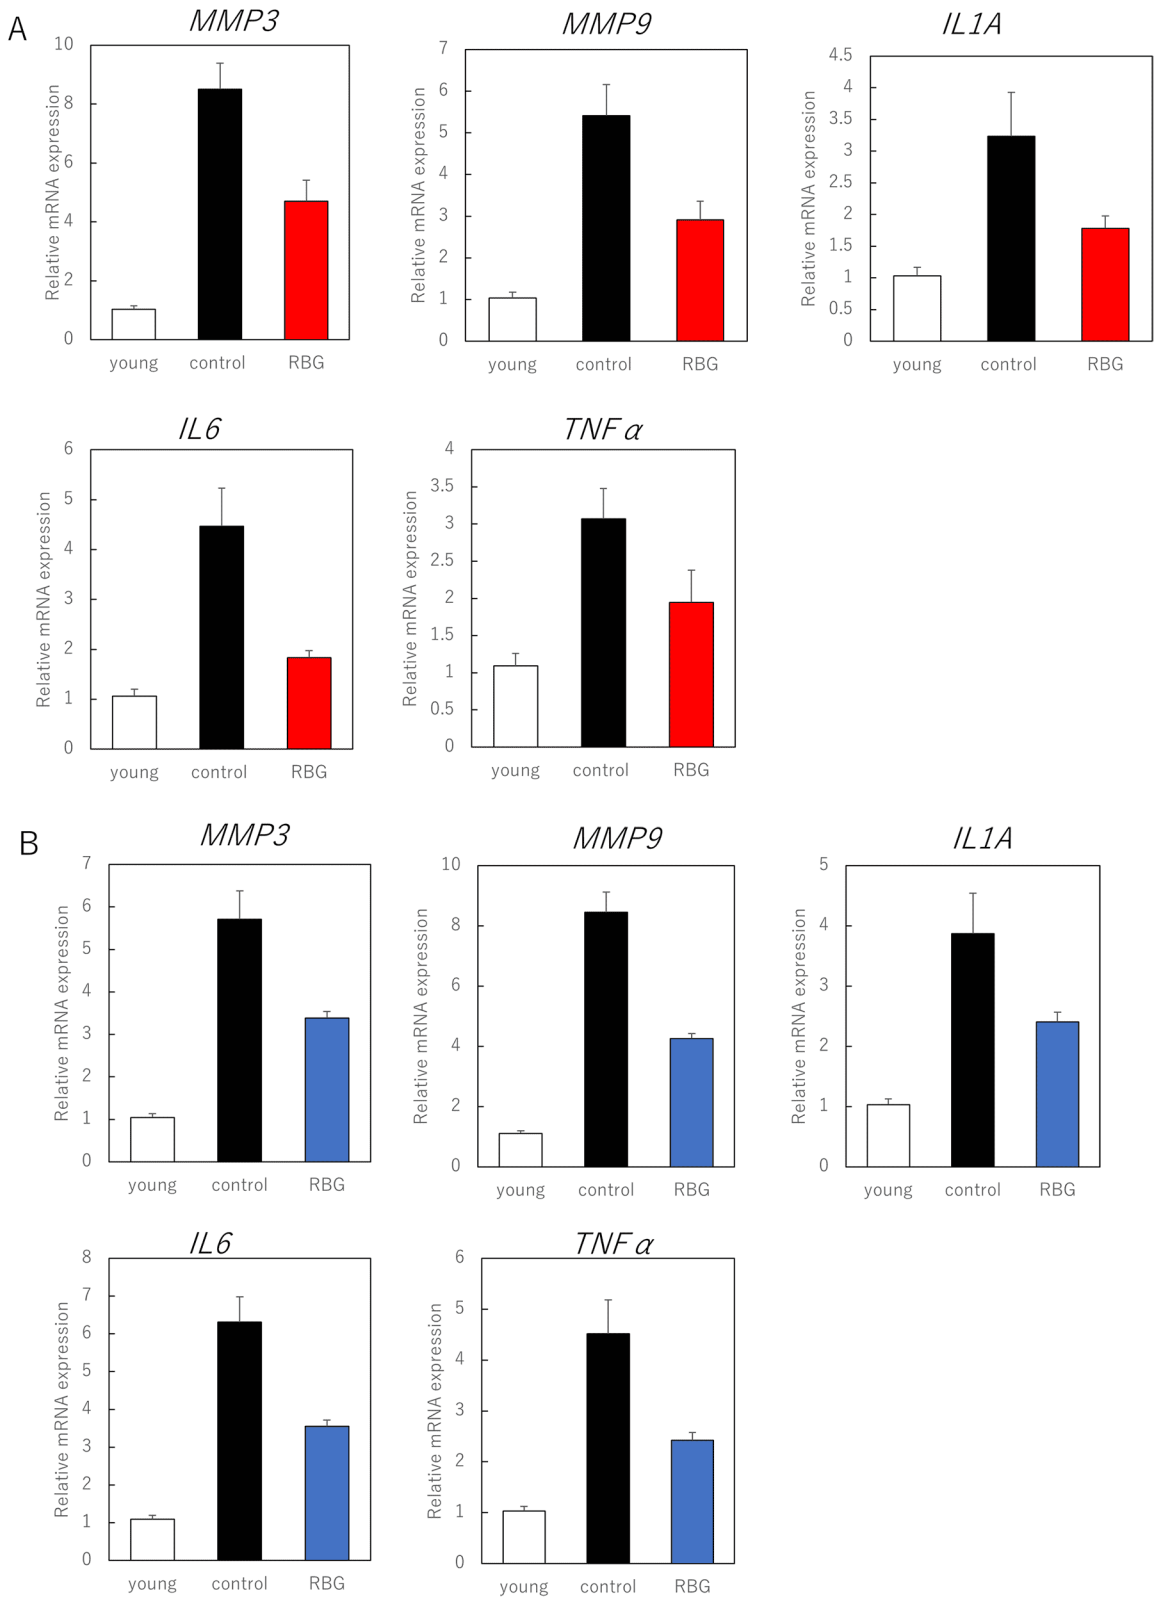 A
MMP3
Relative mRNA expression
10
8
6
4
2
0
young control RBG
MMP9
Relative mRNA expression
7
6
5
4
3
2
1
0
young control RBG
IL1A
Relative mRNA expression
4.5
4
3.5
3
2.5
2
1.5
1
0.5
0
young control RBG
IL6
Relative mRNA expression
6
5
4
3
2
1
0
young control RBG
TNF α
Relative mRNA expression
4
3.5
3
2.5
2
1.5
1
0.5
0
young control RBG
B
MMP3
Relative mRNA expression
7
6
5
4
3
2
1
0
young control RBG
MMP9
Relative mRNA expression
10
8
6
4
2
0
young control RBG
IL1A
Relative mRNA expression
5
4
3
2
1
0
young control RBG
IL6
Relative mRNA expression
8
7
6
5
4
3
2
1
0
young control RBG
TNF α
Relative mRNA expression
6
5
4
3
2
1
0
young control RBG